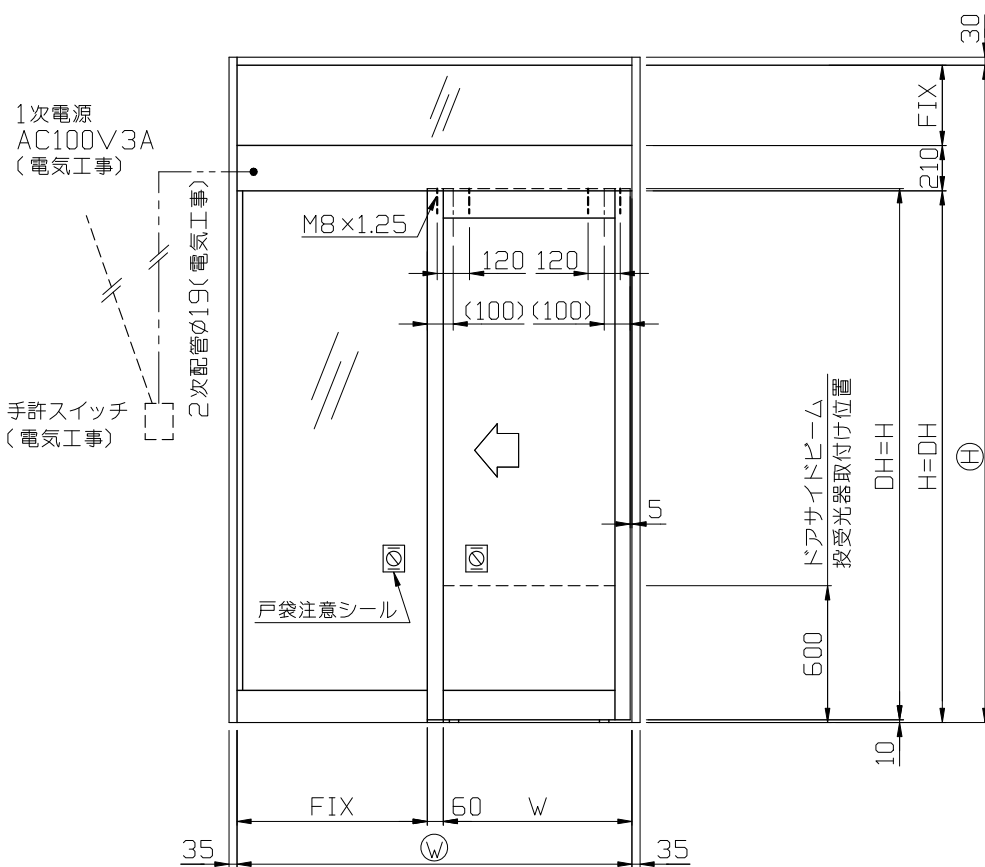 30
1次電源
AC100V3A
(電気工事)
FIX
210
2次配管Ø19(電気工事)
M8×1.25
120 120
(100) (100)
手許スイッチ
(電気工事)
ドアサイドビーム
投受光器取付け位置
DH=H
H=DH
H
5
戸袋注意シール
600
10
FIX 60 W
35 W 35